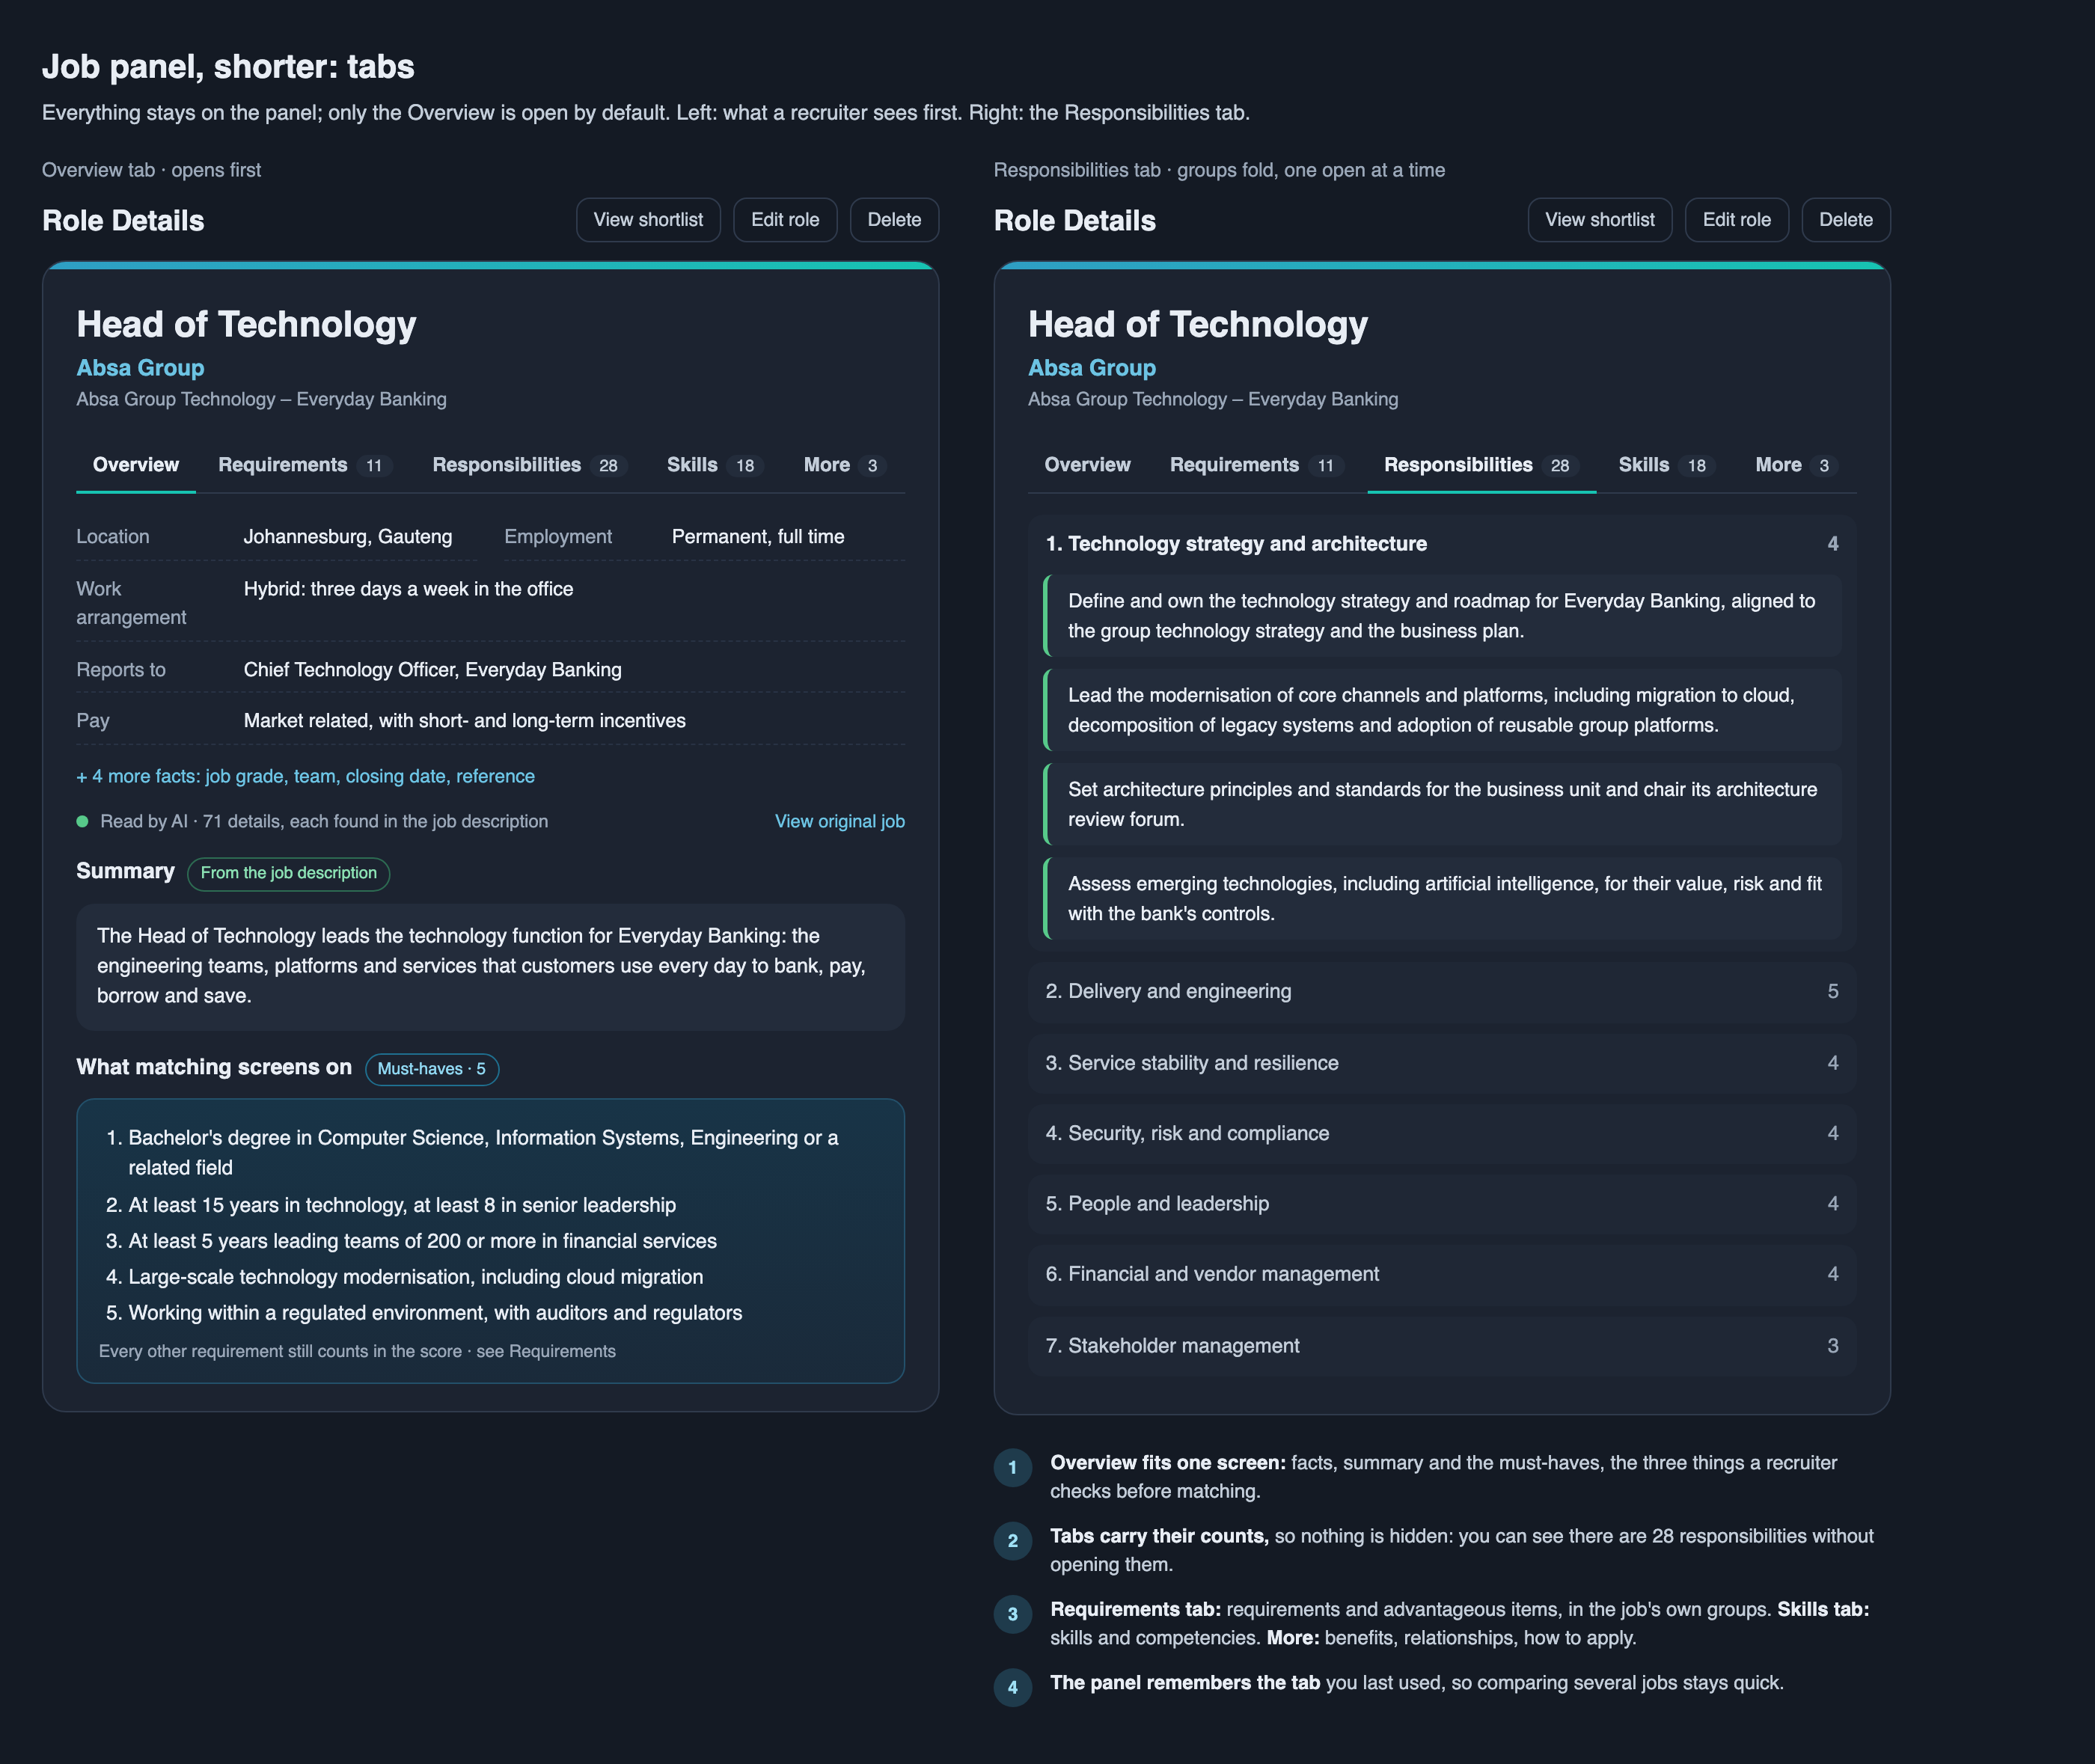 Job panel, shorter: tabs
Everything stays on the panel; only the Overview is open by default. Left: what a recruiter sees first. Right: the Responsibilities tab.
Overview tab · opens first
Role Details
View shortlist
Edit role
Delete
Head of Technology
Absa Group
Absa Group Technology – Everyday Banking
Overview
Requirements 11
Responsibilities 28
Skills 18
More 3
Location
Johannesburg, Gauteng
Employment
Permanent, full time
Work
arrangement
Hybrid: three days a week in the office
Reports to
Chief Technology Officer, Everyday Banking
Pay
Market related, with short- and long-term incentives
+ 4 more facts: job grade, team, closing date, reference
Read by AI · 71 details, each found in the job description
View original job
Summary
From the job description
The Head of Technology leads the technology function for Everyday Banking: the
engineering teams, platforms and services that customers use every day to bank, pay,
borrow and save.
What matching screens on
Must-haves · 5
1. Bachelor's degree in Computer Science, Information Systems, Engineering or a
related field
2. At least 15 years in technology, at least 8 in senior leadership
3. At least 5 years leading teams of 200 or more in financial services
4. Large-scale technology modernisation, including cloud migration
5. Working within a regulated environment, with auditors and regulators
Every other requirement still counts in the score · see Requirements
Responsibilities tab · groups fold, one open at a time
Role Details
View shortlist
Edit role
Delete
Head of Technology
Absa Group
Absa Group Technology – Everyday Banking
Overview
Requirements 11
Responsibilities 28
Skills 18
More 3
1. Technology strategy and architecture 4
Define and own the technology strategy and roadmap for Everyday Banking, aligned to
the group technology strategy and the business plan.
Lead the modernisation of core channels and platforms, including migration to cloud,
decomposition of legacy systems and adoption of reusable group platforms.
Set architecture principles and standards for the business unit and chair its architecture
review forum.
Assess emerging technologies, including artificial intelligence, for their value, risk and fit
with the bank's controls.
2. Delivery and engineering 5
3. Service stability and resilience 4
4. Security, risk and compliance 4
5. People and leadership 4
6. Financial and vendor management 4
7. Stakeholder management 3
1 Overview fits one screen: facts, summary and the must-haves, the three things a recruiter
checks before matching.
2 Tabs carry their counts, so nothing is hidden: you can see there are 28 responsibilities without
opening them.
3 Requirements tab: requirements and advantageous items, in the job's own groups. Skills tab:
skills and competencies. More: benefits, relationships, how to apply.
4 The panel remembers the tab you last used, so comparing several jobs stays quick.